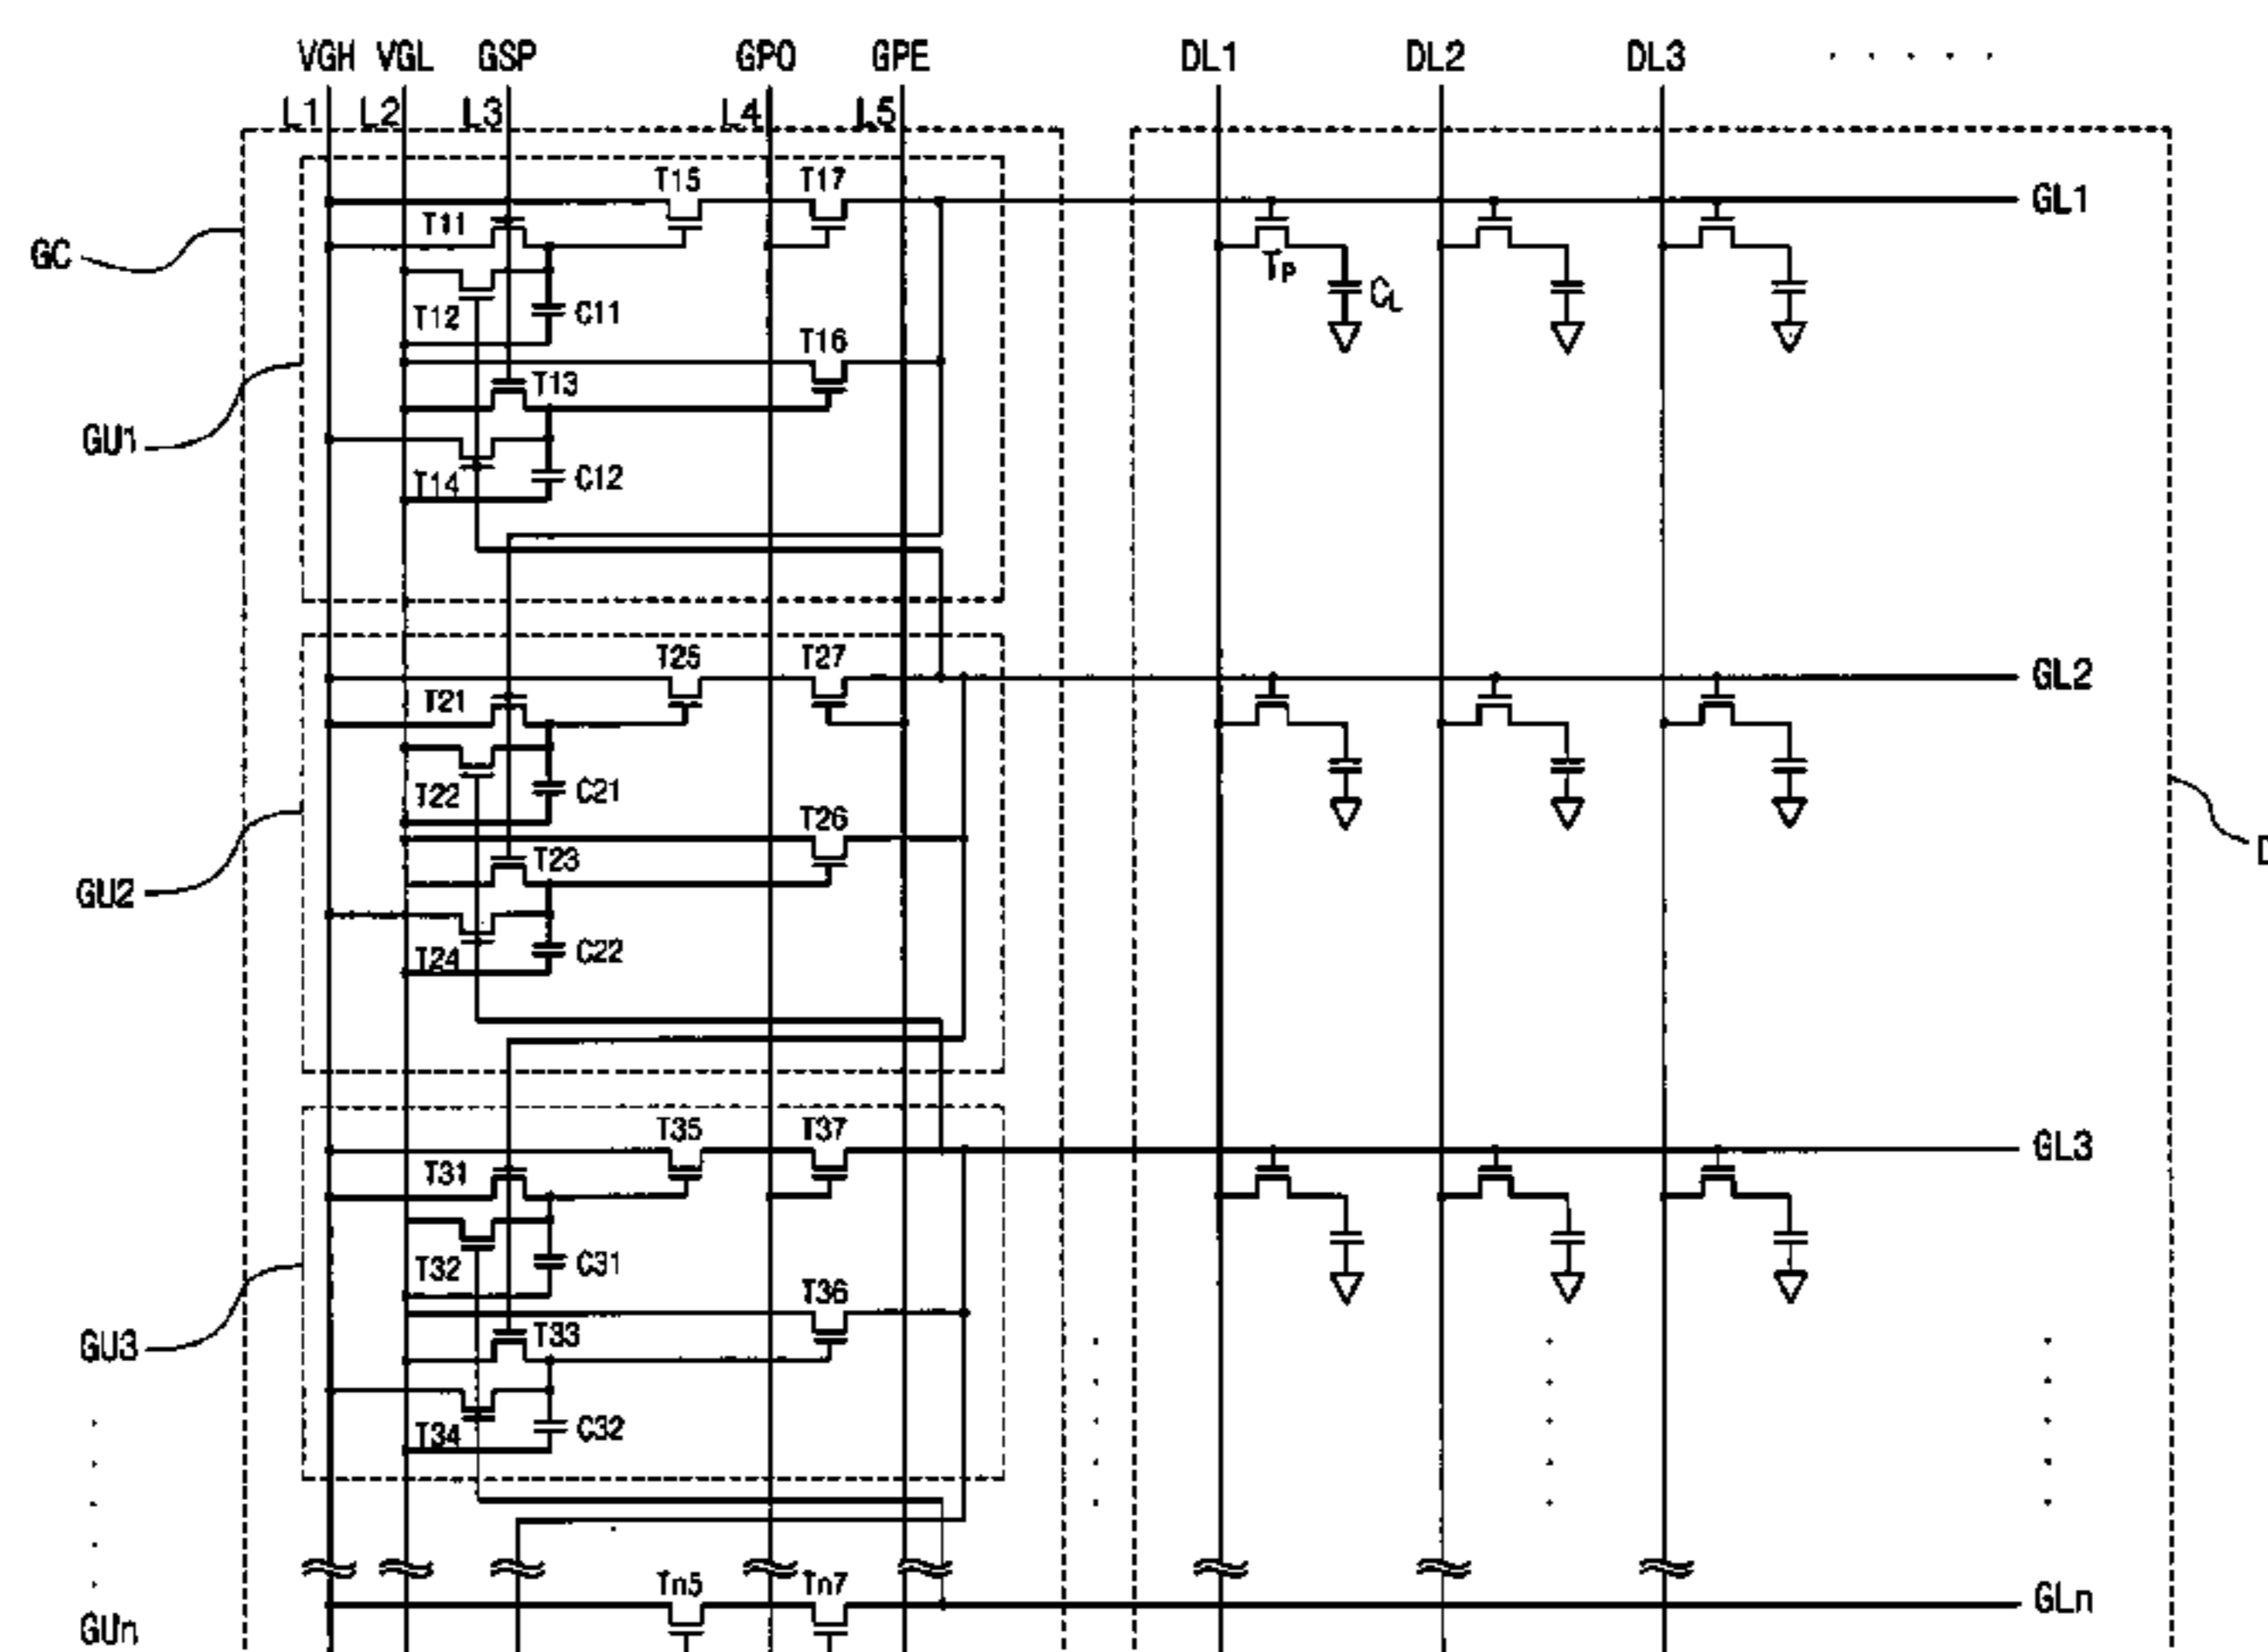 VGH VGL GSP GPO GPE DL1 DL2 DL3 . . . . .
L1 L2 L3 L4 L5
T15 T17
GL1
T11
GC
Tp
CL
T12 C11
T16
T13
GU1
T14 C12
T25 T27
GL2
T21
T22 C21
T26
D
T23
GU2
T24 C22
T35 T37
GL3
T31
T32 C31
T36
T33
GU3
T34 C32
Tn5 Tn7
GLn
GUn